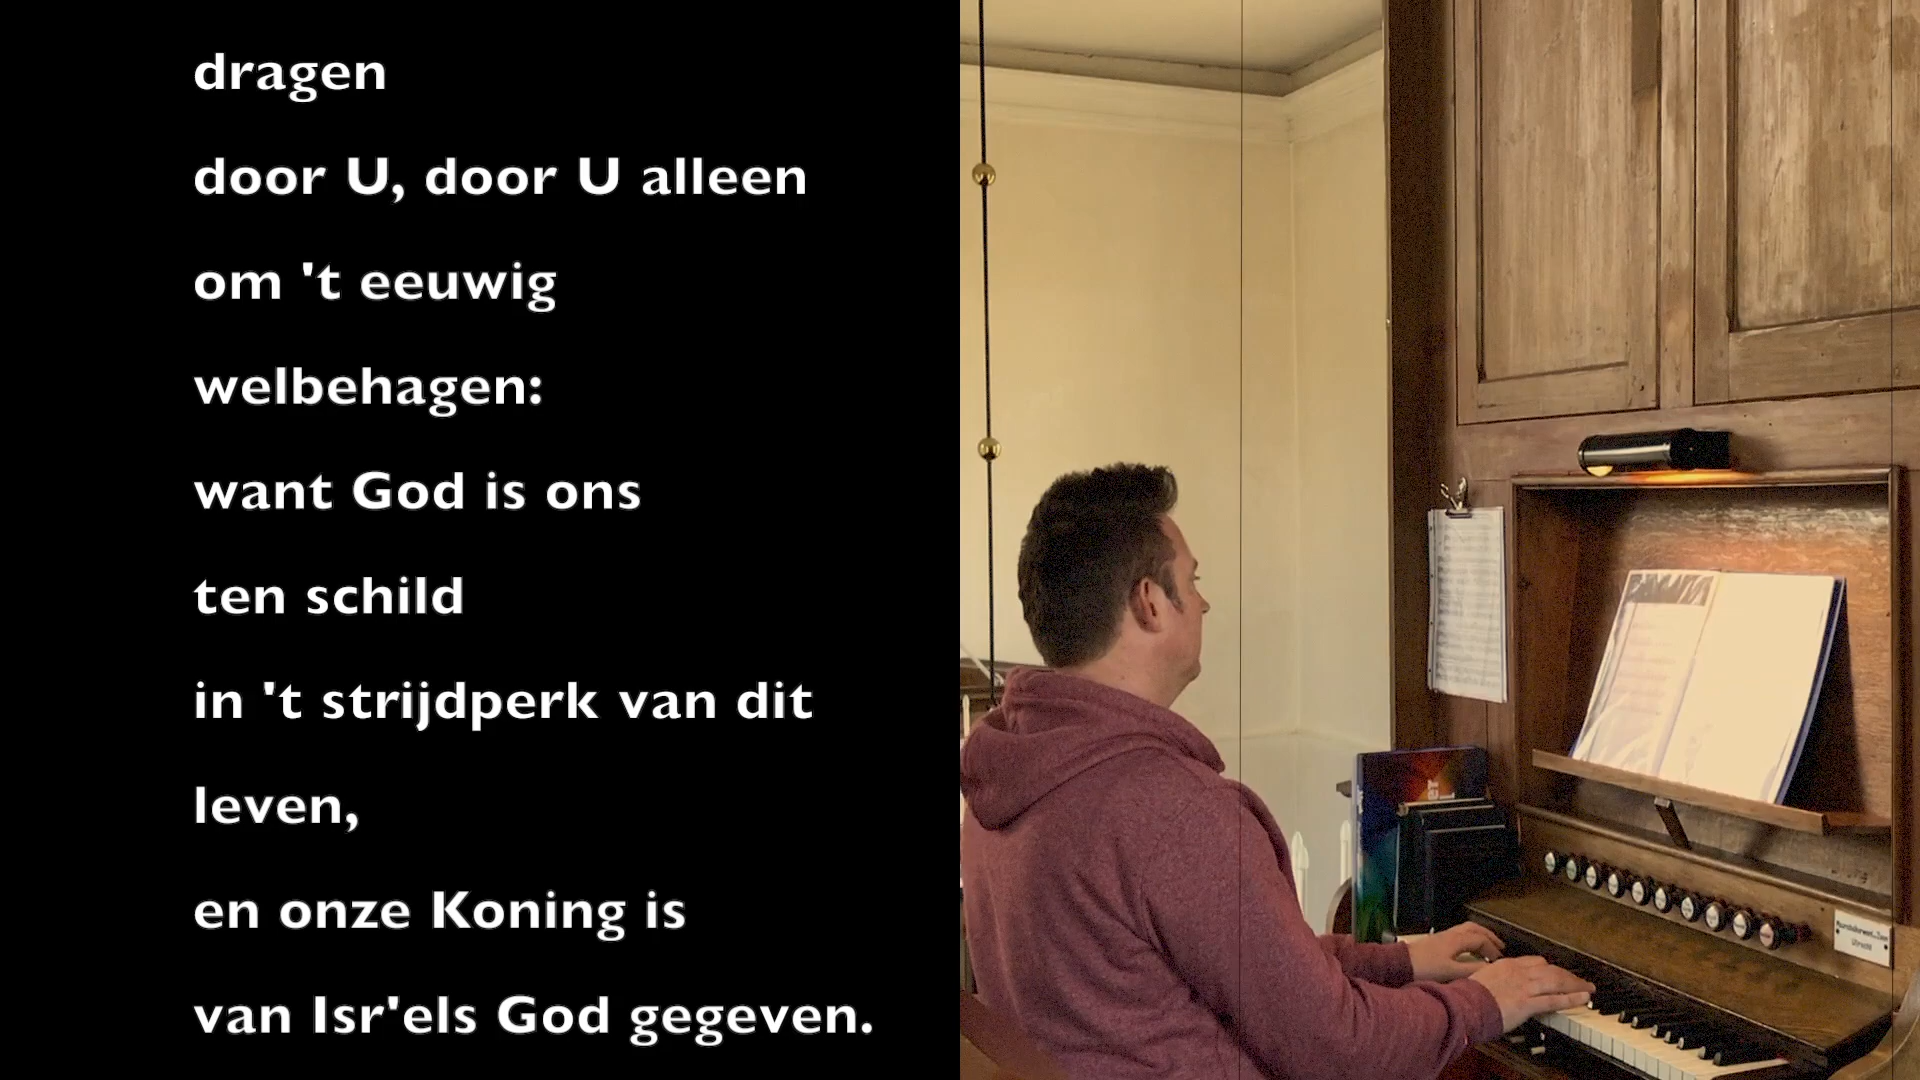 dragen
door U, door U alleen
om 't eeuwig
welbehagen:
want God is ons
ten schild
in 't strijdperk van dit
leven,
en onze Koning is
van Isr'els God gegeven.
Utrecht